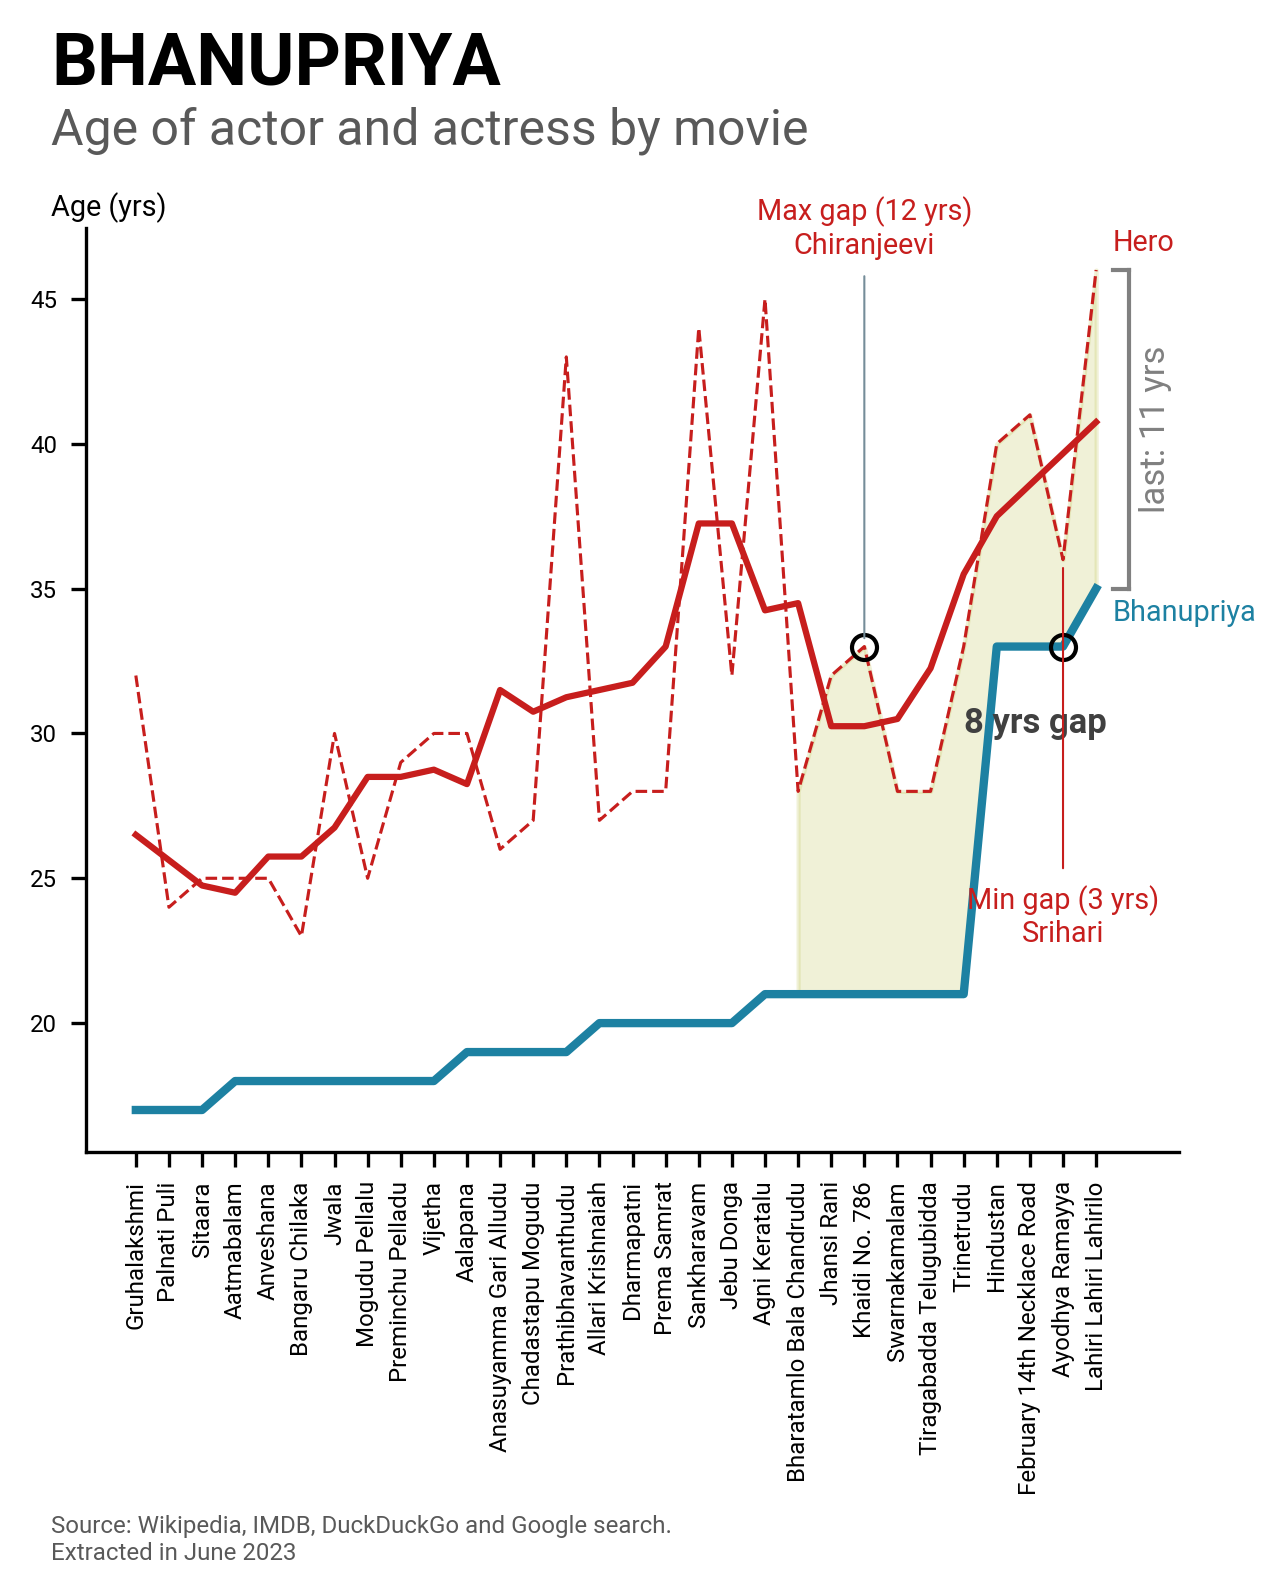 BHANUPRIYA
Age of actor and actress by movie
Age (yrs)
Max gap (12 yrs)
Chiranjeevi
Hero
45
40
35
30
25
20
last: 11 yrs
Bhanupriya
8 yrs gap
Min gap (3 yrs)
Srihari
Gruhalakshmi
Palnati Puli
Sitaara
Aatmabalam
Anveshana
Bangaru Chilaka
Jwala
Mogudu Pellalu
Preminchu Pelladu
Vijetha
Aalapana
Anasuyamma Gari Alludu
Chadastapu Mogudu
Prathibhavanthudu
Allari Krishnaiah
Dharmapatni
Prema Samrat
Sankharavam
Jebu Donga
Agni Keratalu
Bharatamlo Bala Chandrudu
Jhansi Rani
Khaidi No. 786
Swarnakamalam
Tiragabadda Telugubidda
Trinetrudu
Hindustan
February 14th Necklace Road
Ayodhya Ramayya
Lahiri Lahiri Lahirilo
Source: Wikipedia, IMDB, DuckDuckGo and Google search.
Extracted in June 2023